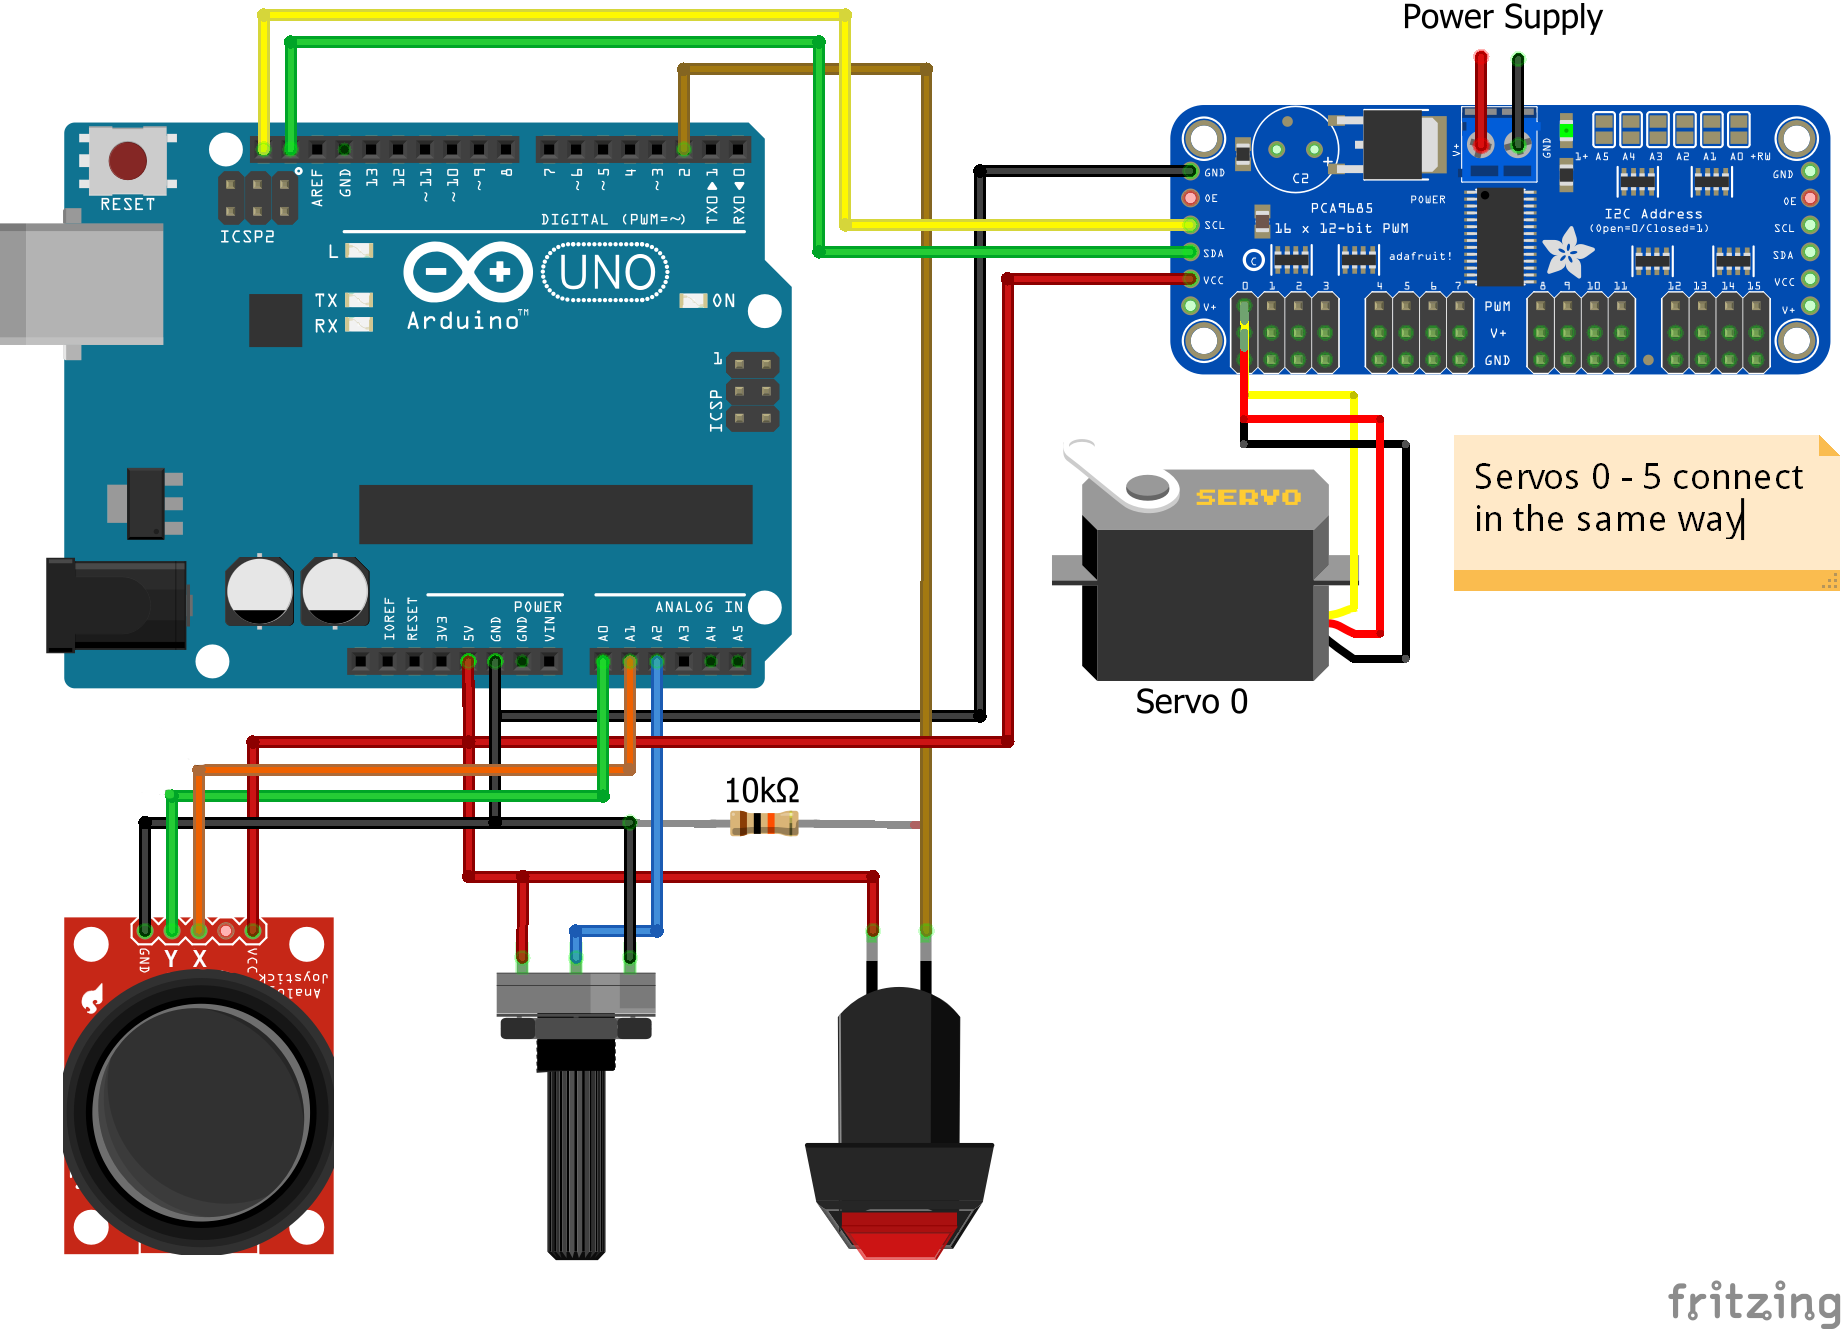 Power Supply
RESET
ICSP2
AREF
GND
13
12
~11
~10
~9
8
7
~6
~5
4
~3
2
TX0 1
RX0 0
DIGITAL (PWM=~)
L
TX
RX
UNO
Arduino™
ON
1
ICSP
POWER
ANALOG IN
IOREF
RESET
3V3
5V
GND
GND
VIN
A0
A1
A2
A3
A4
A5
GND
OE
SCL
SDA
VCC
V+
C2
+
PCA9685
16 x 12-bit PWM
POWER
V+
GND
adafruit!
1+ A5 A4 A3 A2 A1 A0 +RW
I2C Address
(Open=0/Closed=1)
GND
OE
SCL
SDA
VCC
V+
0 1 2 3 4 5 6 7 8 9 10 11 12 13 14 15
PWM
V+
GND
SERVO
Servo 0
Servos 0 - 5 connect
in the same way
10kΩ
GND
Y X
VCC
Joystick
fritzing